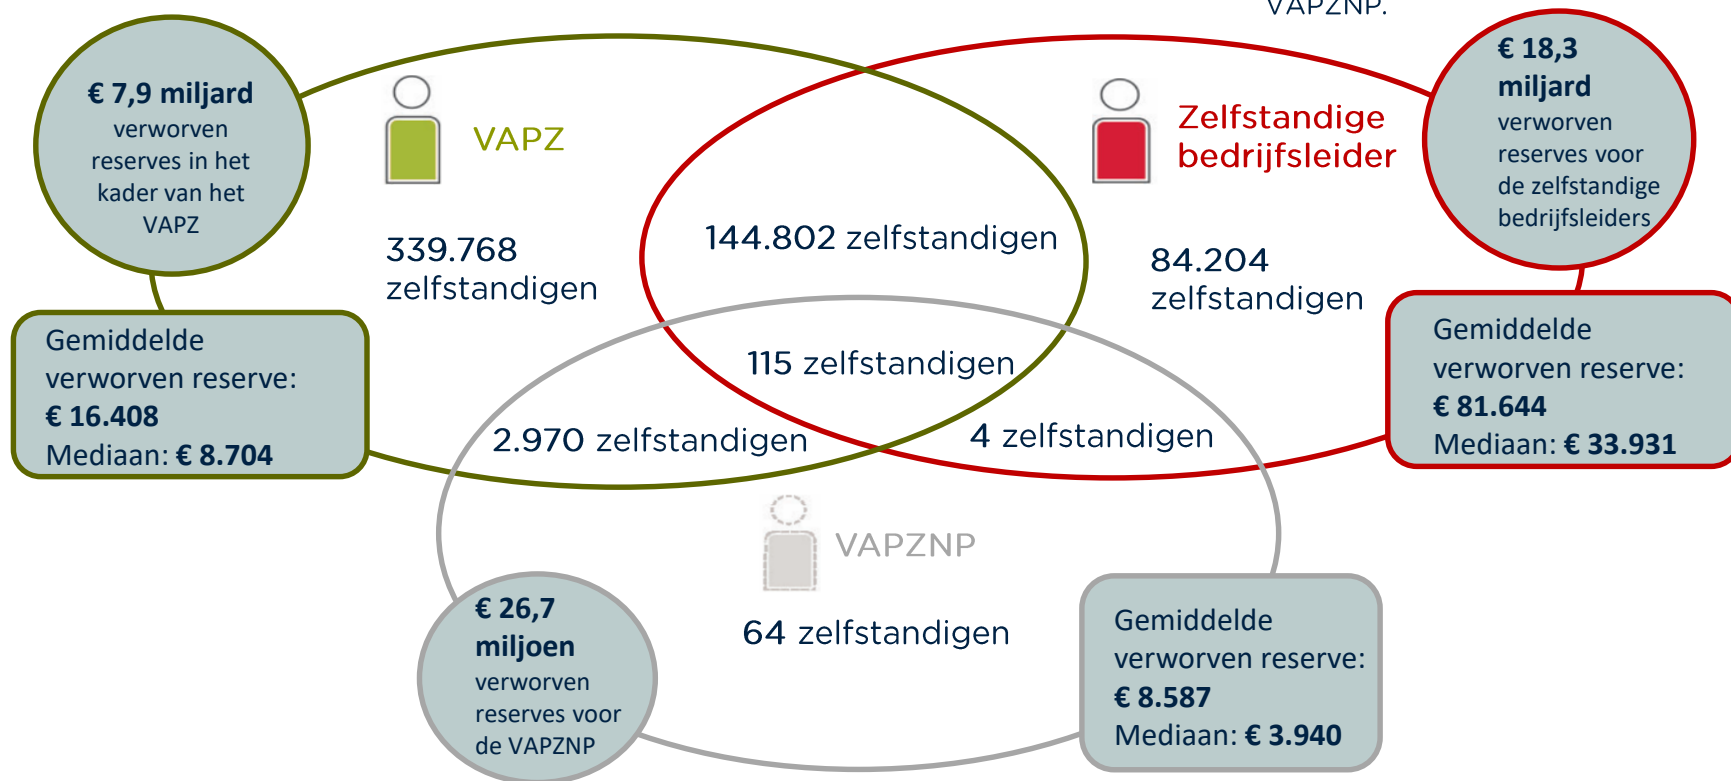 VAPZNP.
€ 7,9 miljard
verworven
reserves in het
kader van het
VAPZ
VAPZ
Zelfstandige
bedrijfsleider
€ 18,3
miljard
verworven
reserves voor
de zelfstandige
bedrijfsleiders
339.768
zelfstandigen
144.802 zelfstandigen
84.204
zelfstandigen
Gemiddelde
verworven reserve:
€ 16.408
Mediaan: € 8.704
115 zelfstandigen
Gemiddelde
verworven reserve:
€ 81.644
Mediaan: € 33.931
2.970 zelfstandigen
4 zelfstandigen
VAPZNP
€ 26,7
miljoen
verworven
reserves voor
de VAPZNP
64 zelfstandigen
Gemiddelde
verworven reserve:
€ 8.587
Mediaan: € 3.940